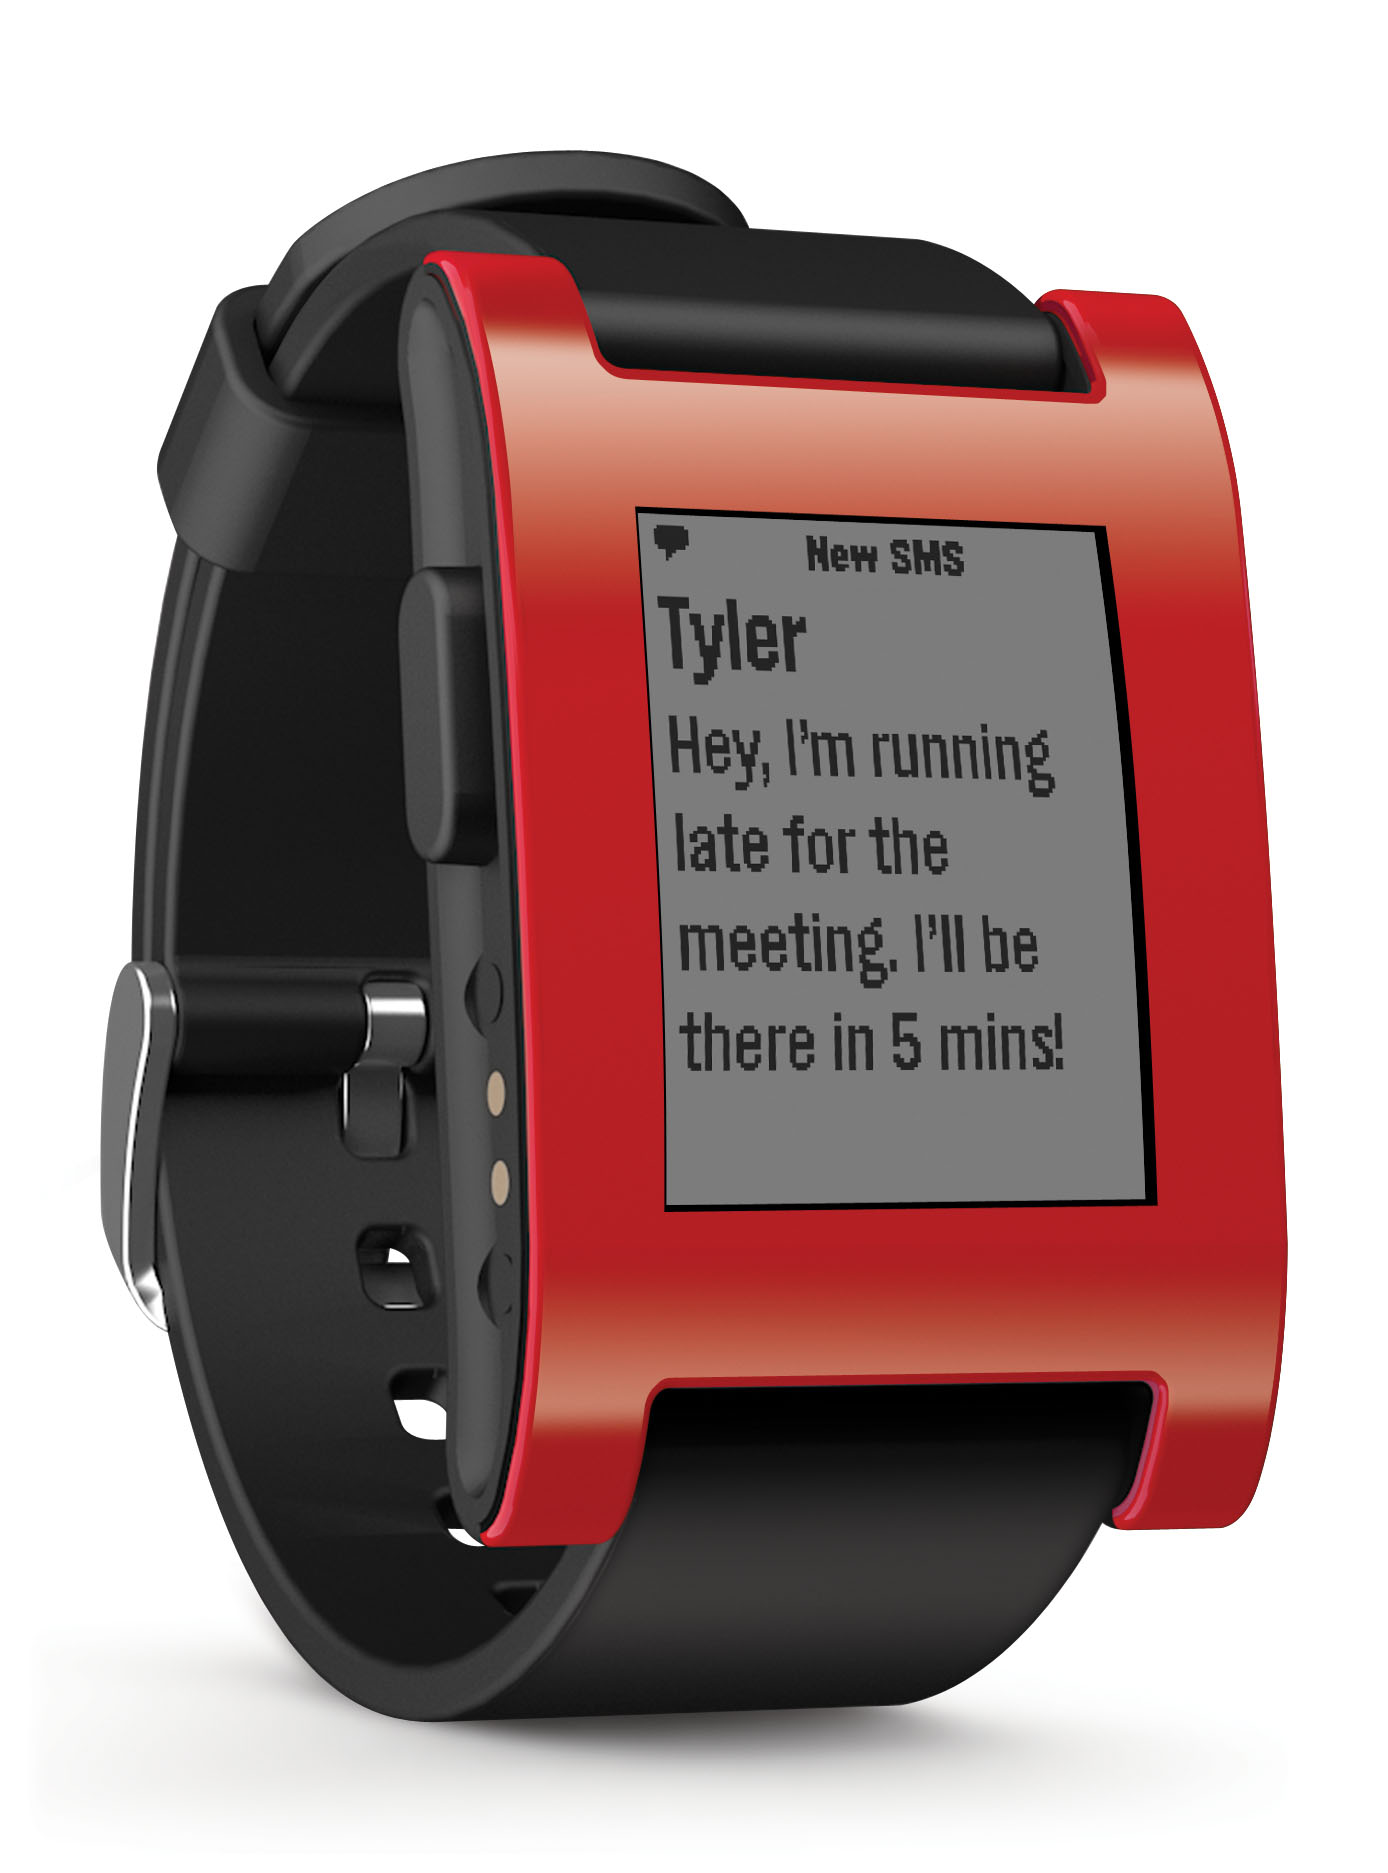 New SMS
Tyler
Hey, I'm running
late for the
meeting. I'll be
there in 5 mins!